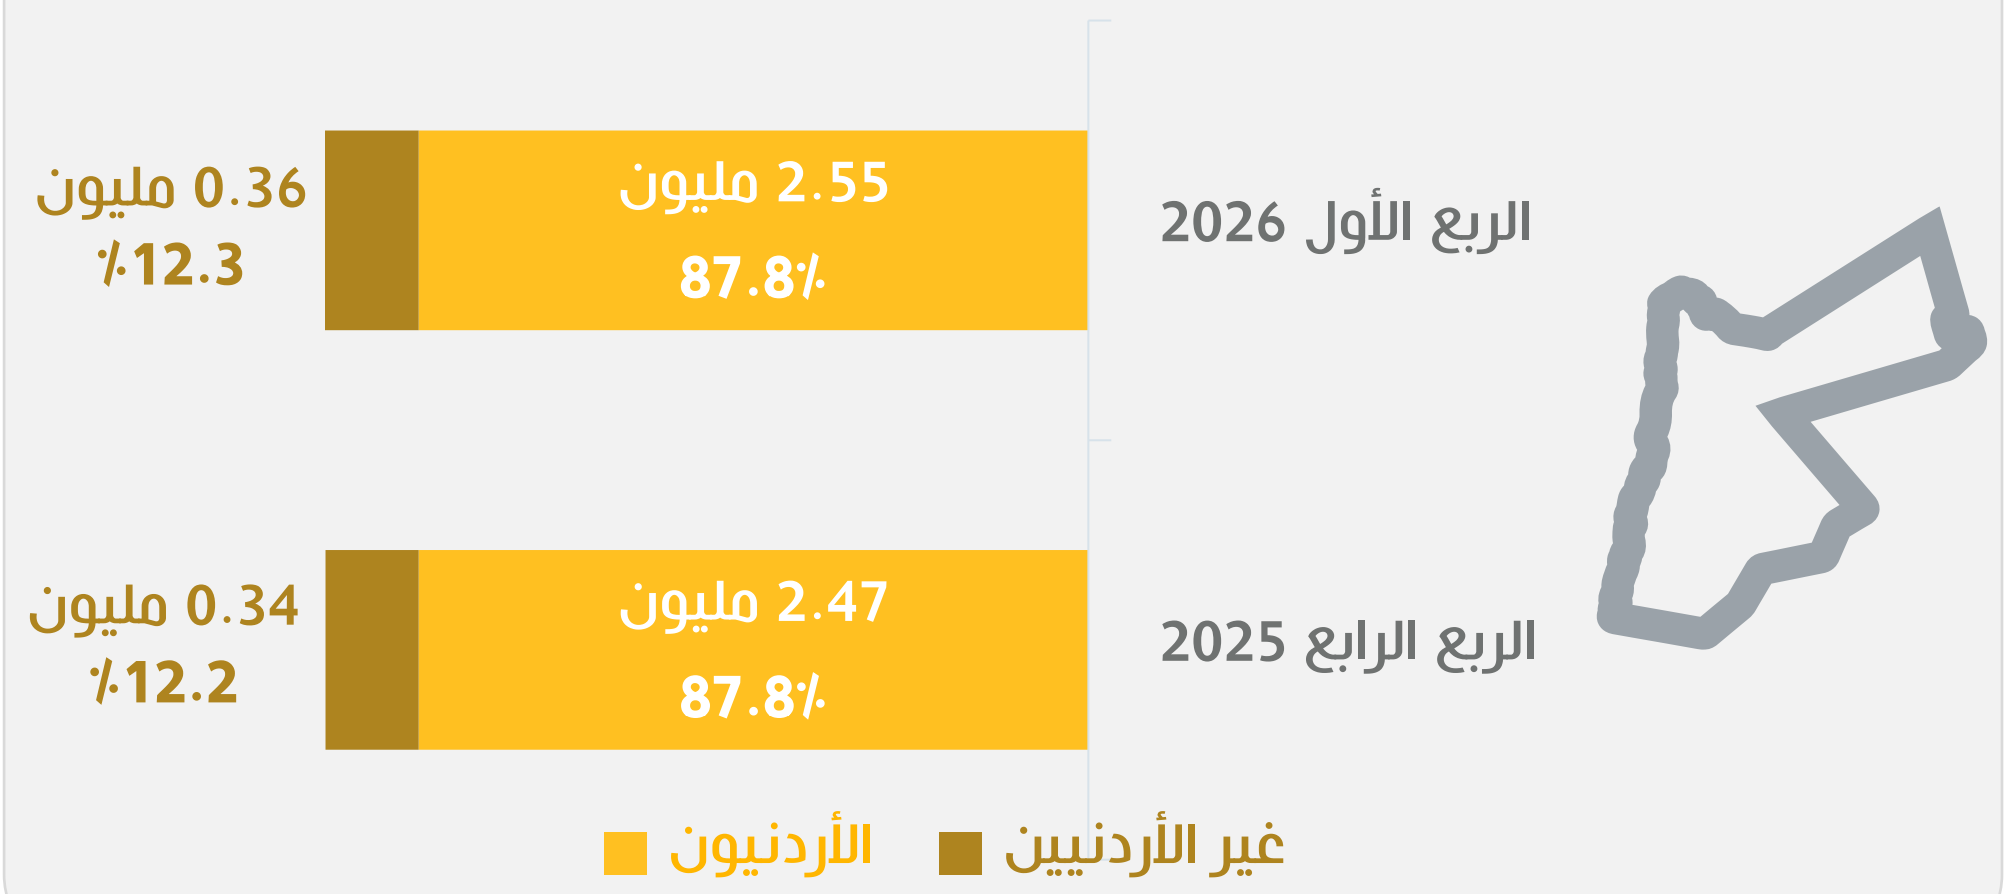 الربع الأول 2026
2.55 مليون
87.8٪
0.36 مليون
٪12.3
الربع الرابع 2025
2.47 مليون
87.8٪
0.34 مليون
٪12.2
غير الأردنيين
الأردنيون